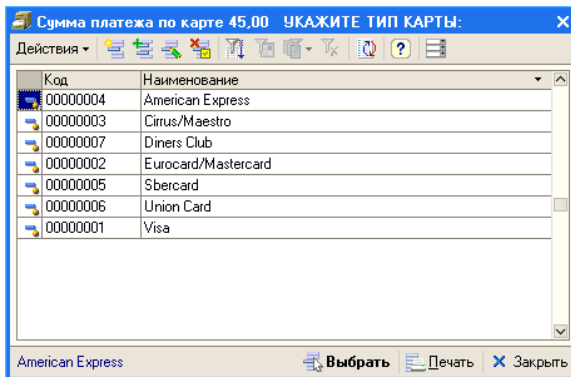 Сумма платежа по карте 45,00 УКАЖИТЕ ТИП КАРТЫ:
Действия
Код Наименование
00000004 American Express
00000003 Cirrus/Maestro
00000007 Diners Club
00000002 Eurocard/Mastercard
00000005 Sbercard
00000006 Union Card
00000001 Visa
American Express Выбрать Печать Закрыть